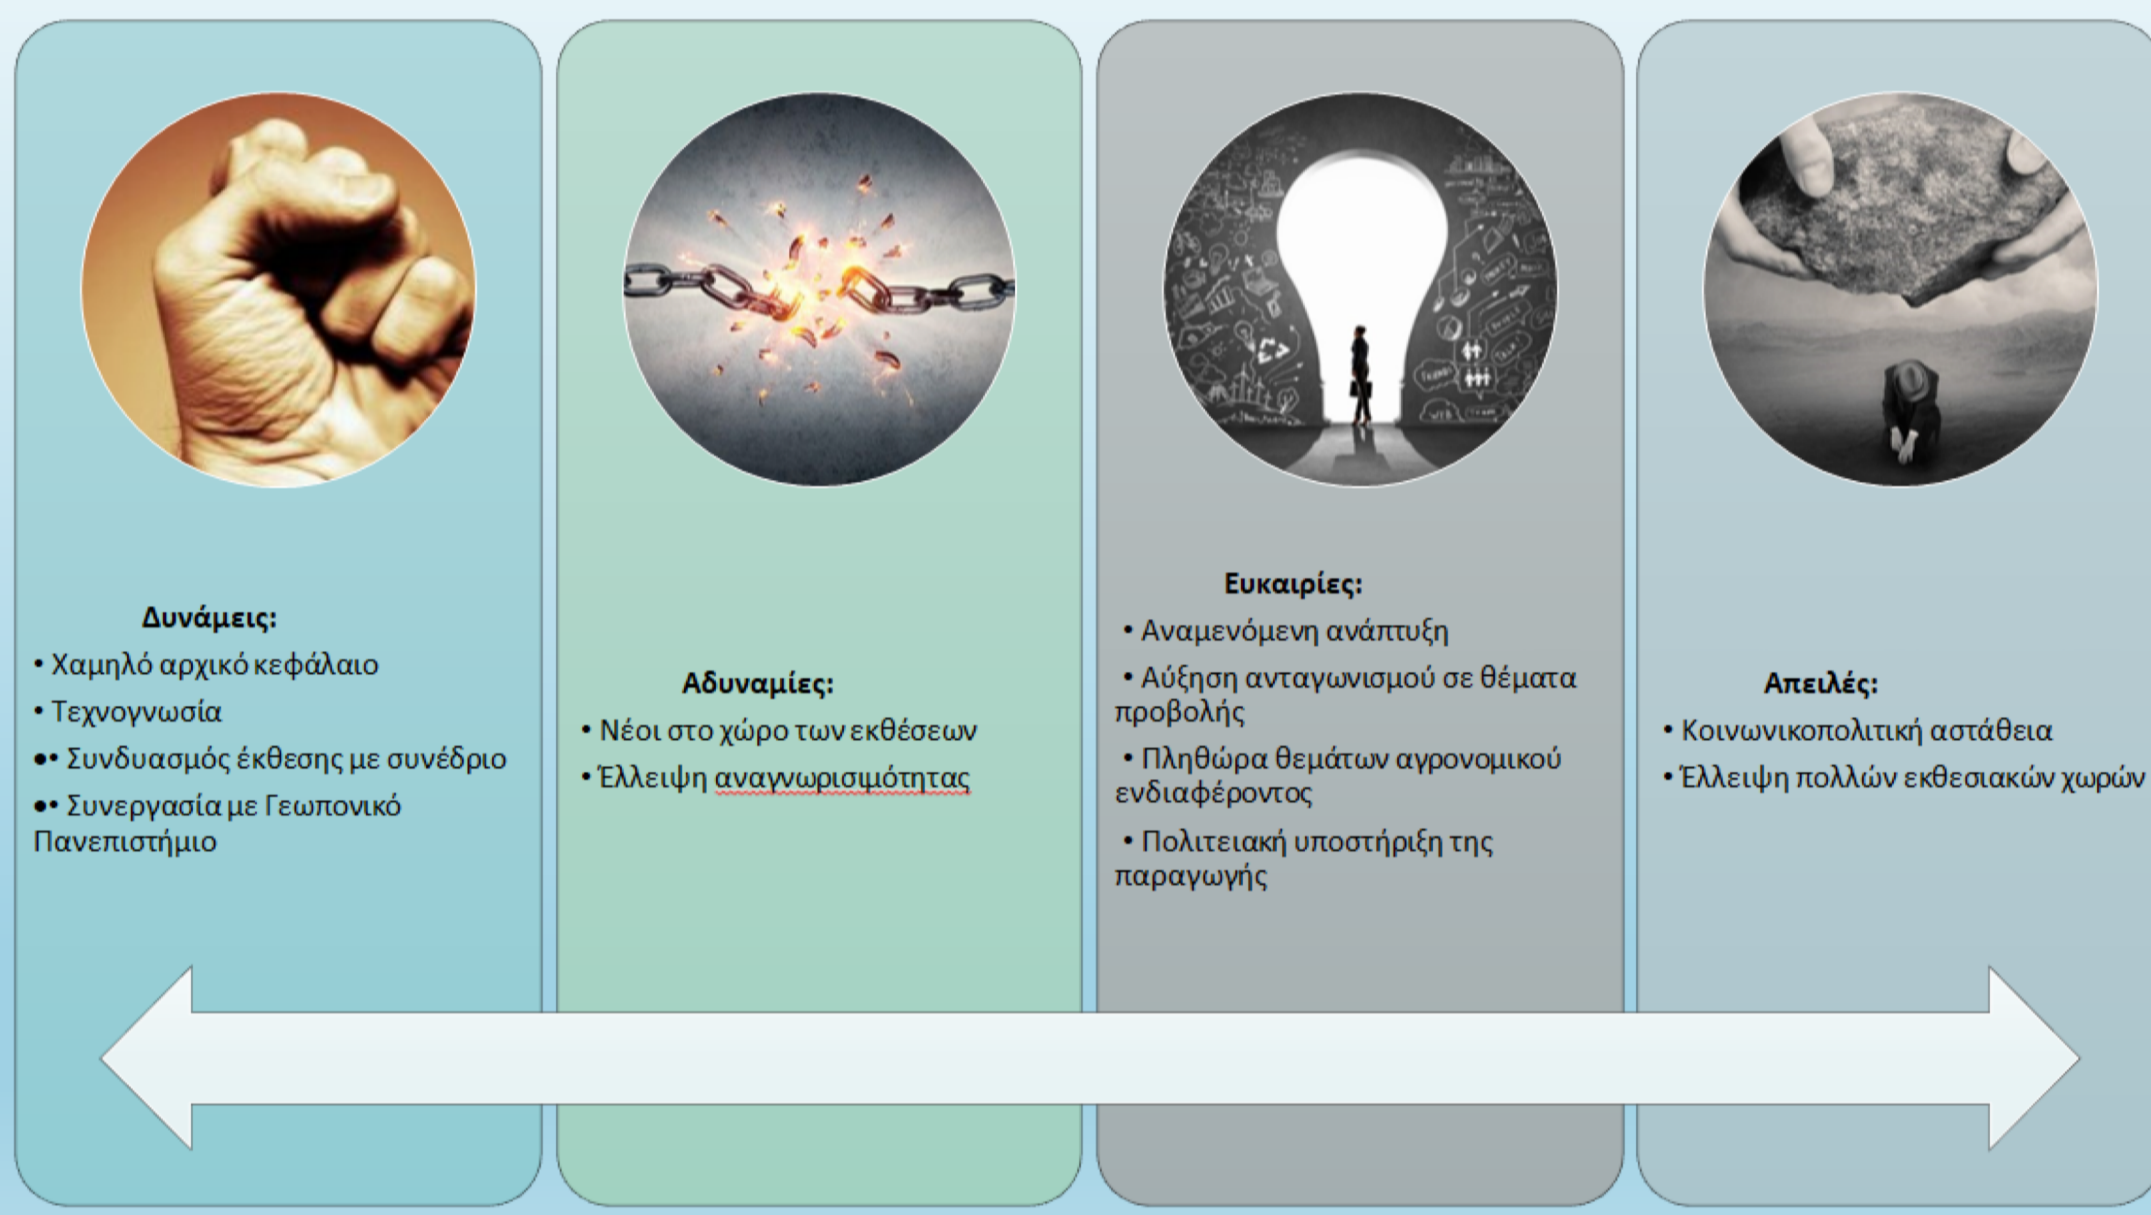 Δυνάμεις:
• Χαμηλό αρχικό κεφάλαιο
• Τεχνογνωσία
•• Συνδυασμός έκθεσης με συνέδριο
•• Συνεργασία με Γεωπονικό
Πανεπιστήμιο
Αδυναμίες:
• Νέοι στο χώρο των εκθέσεων
• Έλλειψη αναγνωρισιμότητας
Ευκαιρίες:
• Αναμενόμενη ανάπτυξη
• Αύξηση ανταγωνισμού σε θέματα
προβολής
• Πληθώρα θεμάτων αγρονομικού
ενδιαφέροντος
• Πολιτειακή υποστήριξη της
παραγωγής
Απειλές:
• Κοινωνικοπολιτική αστάθεια
• Έλλειψη πολλών εκθεσιακών χωρών